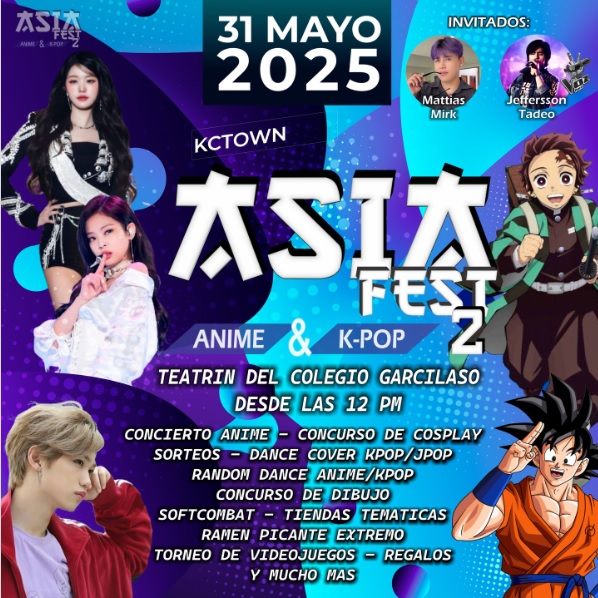 ASIA
FEST
2
ANIME & K-POP
31 MAYO
2025
INVITADOS:
Mattias
Mirk
Jeffersson
Tadeo
KCTOWN
ASIA
FEST
2
ANIME & K-POP
TEATRIN DEL COLEGIO GARCILASO
DESDE LAS 12 PM
CONCIERTO ANIME - CONCURSO DE COSPLAY
SORTEOS - DANCE COVER KPOP/JPOP
RANDOM DANCE ANIME/KPOP
CONCURSO DE DIBUJO
SOFTCOMBAT - TIENDAS TEMATICAS
RAMEN PICANTE EXTREMO
TORNEO DE VIDEOJUEGOS - REGALOS
Y MUCHO MAS